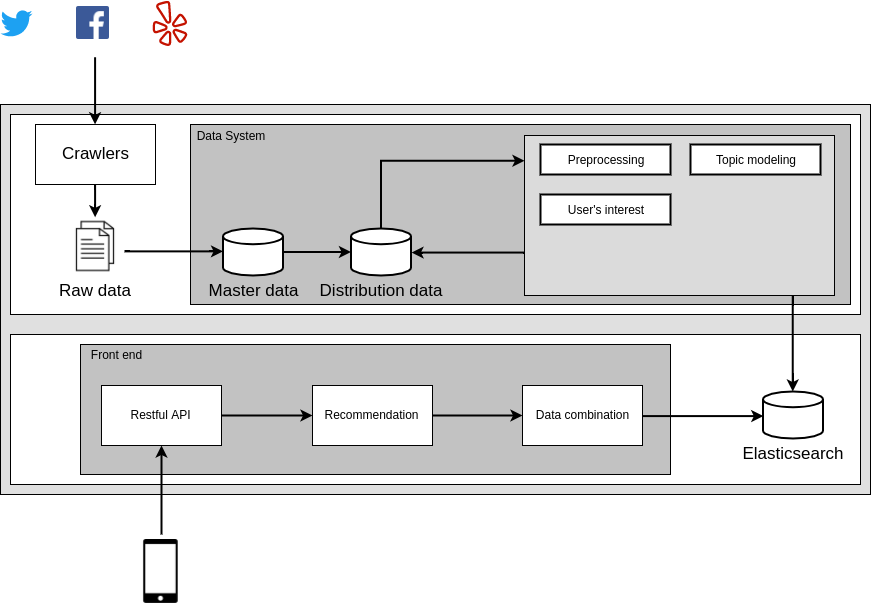 Crawlers
Data System
Preprocessing
Topic modeling
User's interest
Raw data
Master data
Distribution data
Front end
Restful API
Recommendation
Data combination
Elasticsearch